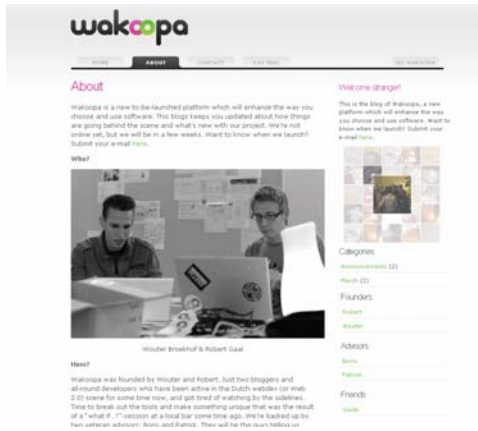 wakoopa
HOME ABOUT CONTACT RSS FEED
About
Wakoopa is a new to-be-launched platform which will enhance the way you
choose and use software. This blogs keeps you updated about how things
are going behind the scene and what's new with our project. We're not
online yet, but we will be in a few weeks. Want to know when we launch?
Submit your e-mail here.
Who?
Wouter Broekhof & Robert Gaal
Huns?
Wakoopa was founded by Wouter and Robert. Just two bloggers and
all-round developers who have been active in the Dutch webdev (or Web
2.0) scene for some time now, and got tired of watching by the sidelines.
Time to break out the tools and make something unique that was the result
of a "what if...?"-session at a local bar some time ago. We're backed up by
two veteran advisors: Boris and Patrick. They will be the guys telling us
Welcome stranger!
This is the blog of Wakoopa, a new
platform which will enhance the way
you choose and use software. Want to
know when we launch? Submit your
e-mail here.
Categories
Announcements (2)
March (2)
Founders
Robert
Wouter
Advisors
Boris
Patrick
Friends